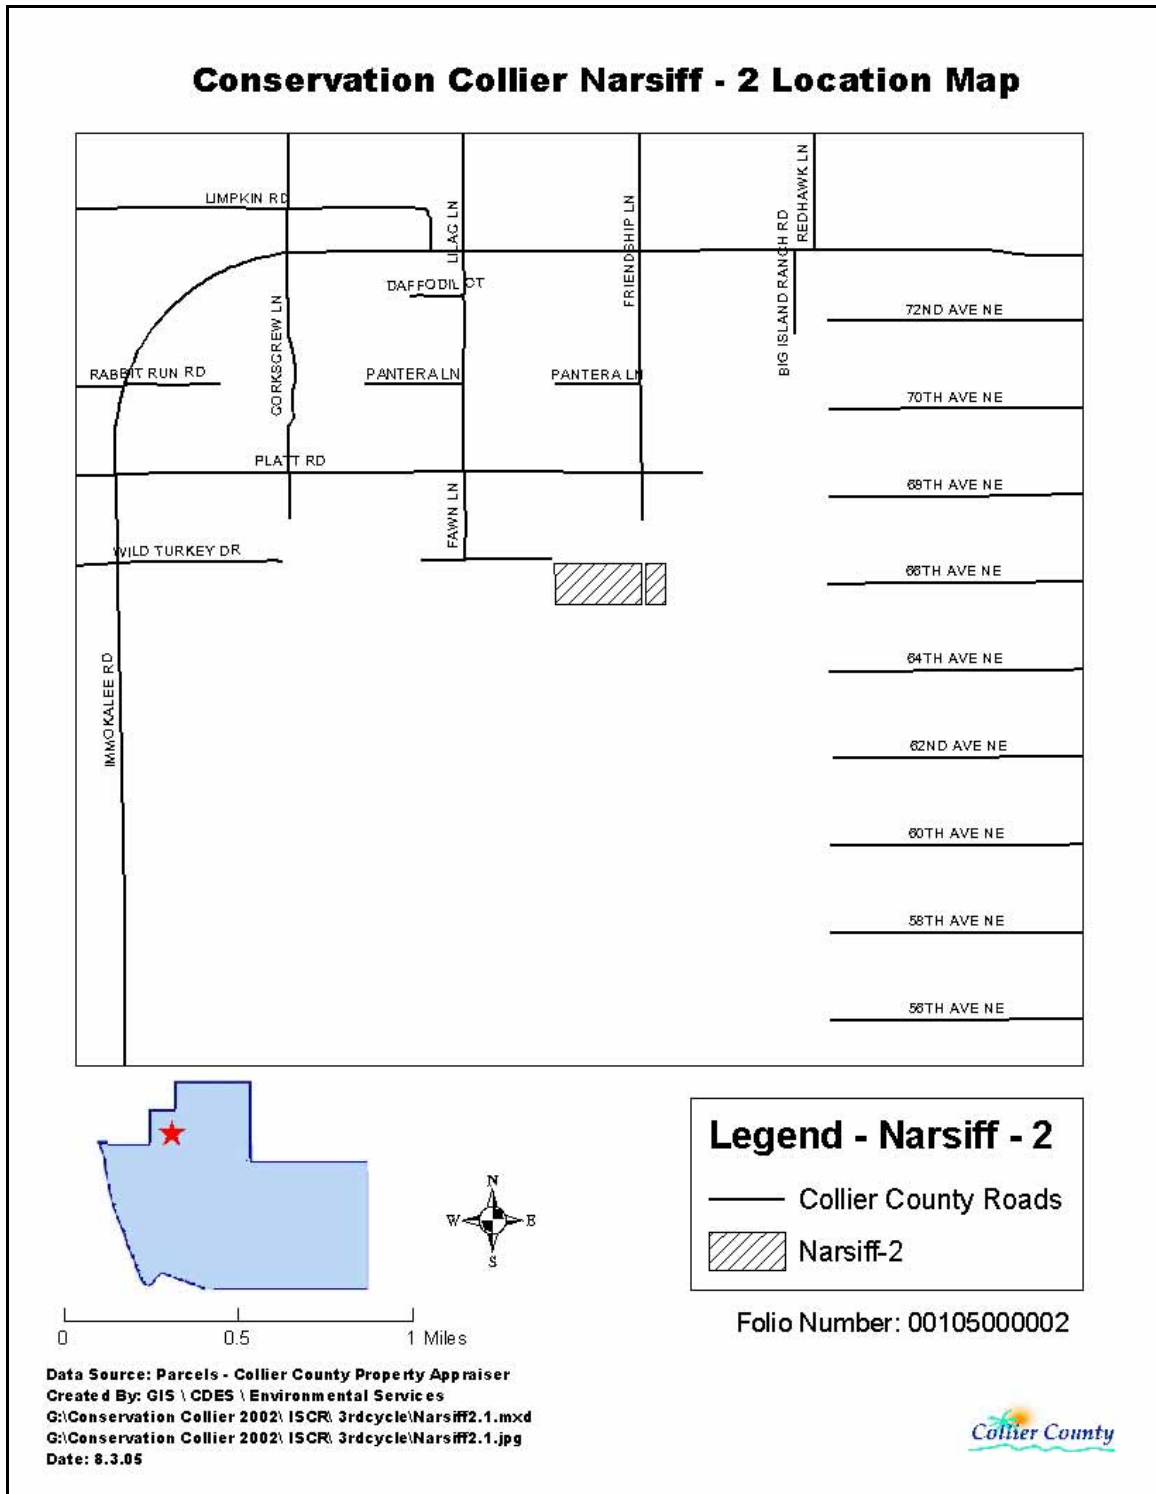 Conservation Collier Narsiff - 2 Location Map
LIMPKIN RD
LILAC LN
FRIENDSHIP LN
REDHAWK LN
BIG ISLAND RANCH RD
DAFFODIL CT
72ND AVE NE
CORKSCREW LN
RABBIT RUN RD
PANTERA LN
PANTERA LN
70TH AVE NE
PLATT RD
68TH AVE NE
FAWN LN
WILD TURKEY DR
66TH AVE NE
IMMOKALEE RD
64TH AVE NE
62ND AVE NE
60TH AVE NE
58TH AVE NE
56TH AVE NE
Legend - Narsiff - 2
Collier County Roads
Narsiff-2
N
W E
S
Folio Number: 00105000002
0 0.5 1 Miles
Data Source: Parcels - Collier County Property Appraiser
Created By: GIS \ CDES \ Environmental Services
G:\Conservation Collier 2002\ ISCR\ 3rdcycle\Narsiff2.1.mxd
G:\Conservation Collier 2002\ ISCR\ 3rdcycle\Narsiff2.1.jpg
Date: 8.3.05
Collier County